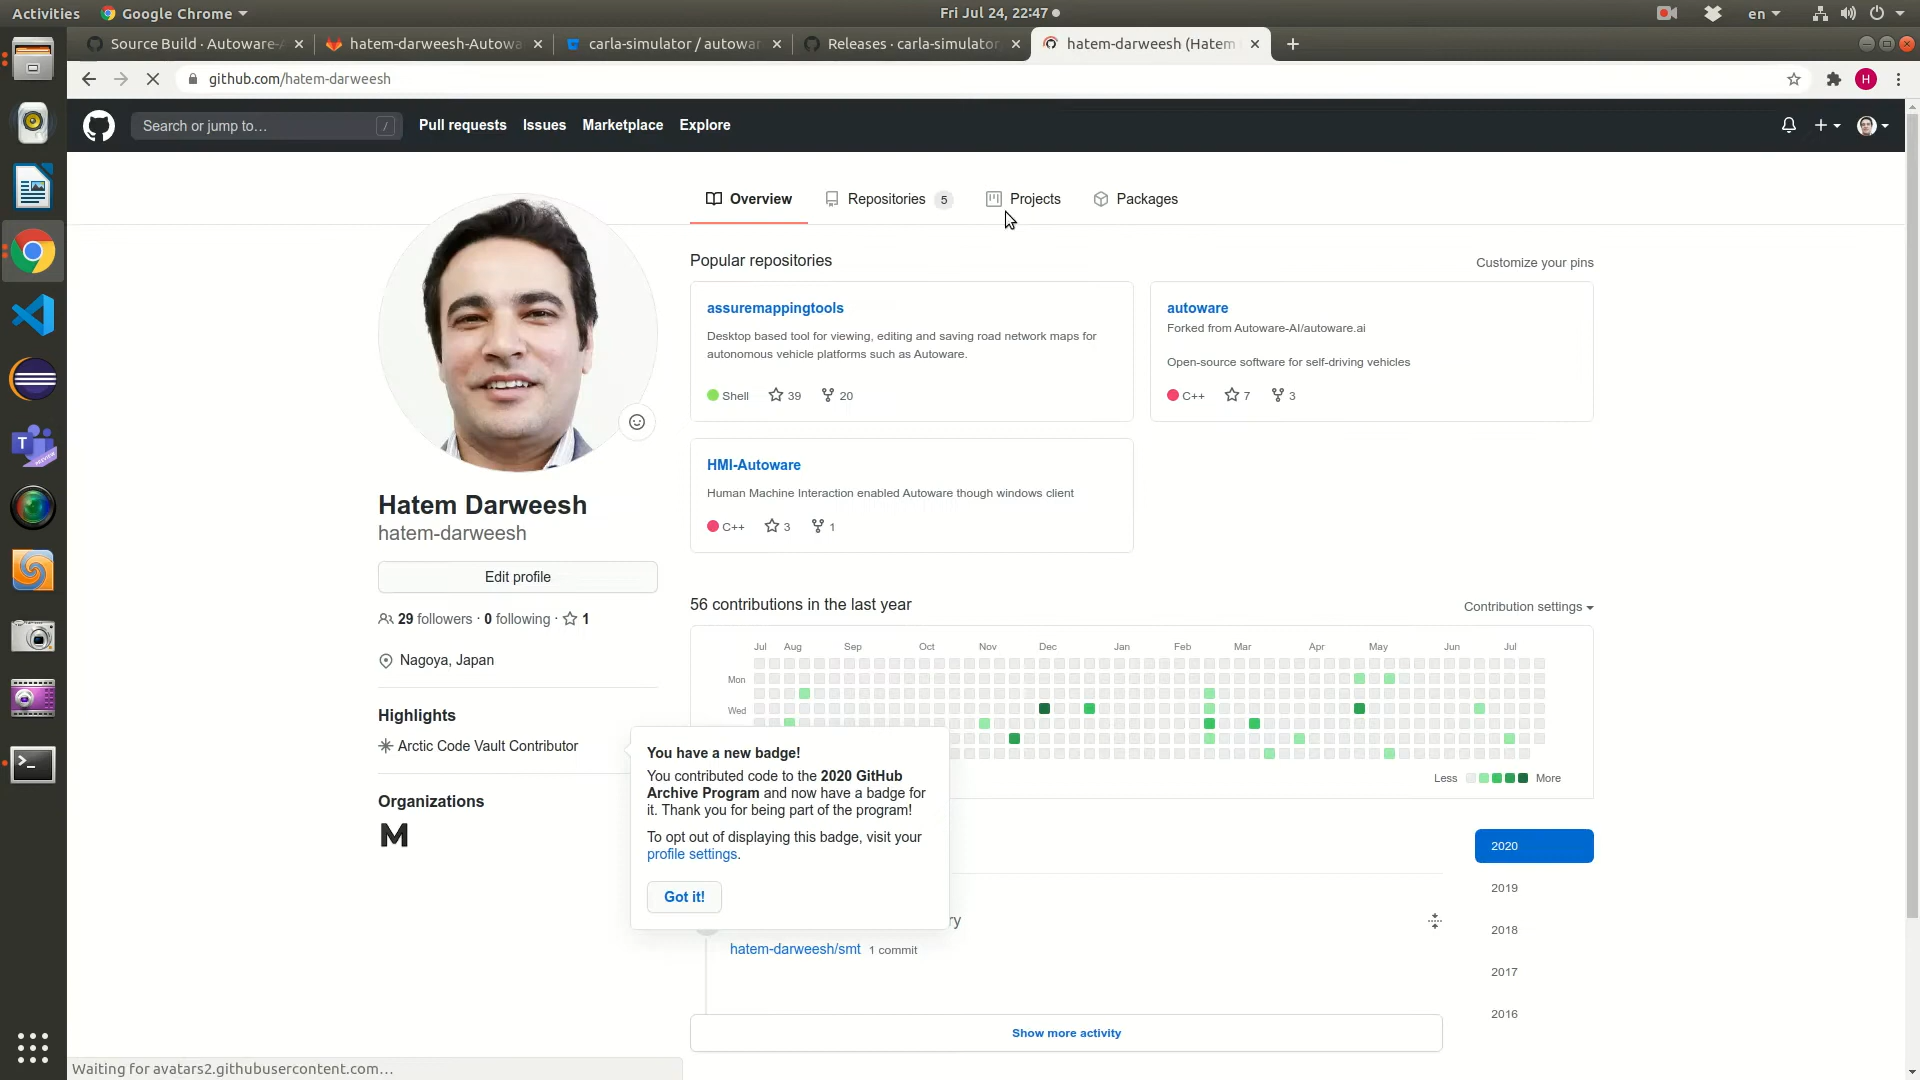 Activities
Google Chrome
Fri Jul 24, 22:47
en
Source Build · Autoware-A
hatem-darweesh-Autowa
carla-simulator / autowar
Releases · carla-simulator
hatem-darweesh (Hatem
github.com/hatem-darweesh
H
Search or jump to…
/
Pull requests
Issues
Marketplace
Explore
Overview
Repositories 5
Projects
Packages
Popular repositories
Customize your pins
assuremappingtools
Desktop based tool for viewing, editing and saving road network maps for
autonomous vehicle platforms such as Autoware.
Shell 39 20
autoware
Forked from Autoware-AI/autoware.ai
Open-source software for self-driving vehicles
C++ 7 3
HMI-Autoware
Human Machine Interaction enabled Autoware though windows client
C++ 3 1
Hatem Darweesh
hatem-darweesh
Edit profile
29 followers · 0 following · 1
Nagoya, Japan
Highlights
Arctic Code Vault Contributor
Organizations
M
56 contributions in the last year
Contribution settings
Jul Aug Sep Oct Nov Dec Jan Feb Mar Apr May Jun Jul
Mon
Wed
Less More
You have a new badge!
You contributed code to the 2020 GitHub
Archive Program and now have a badge for
it. Thank you for being part of the program!
To opt out of displaying this badge, visit your
profile settings.
Got it!
ry
hatem-darweesh/smt 1 commit
Show more activity
2020
2019
2018
2017
2016
T
PREVIEW
Waiting for avatars2.githubusercontent.com…